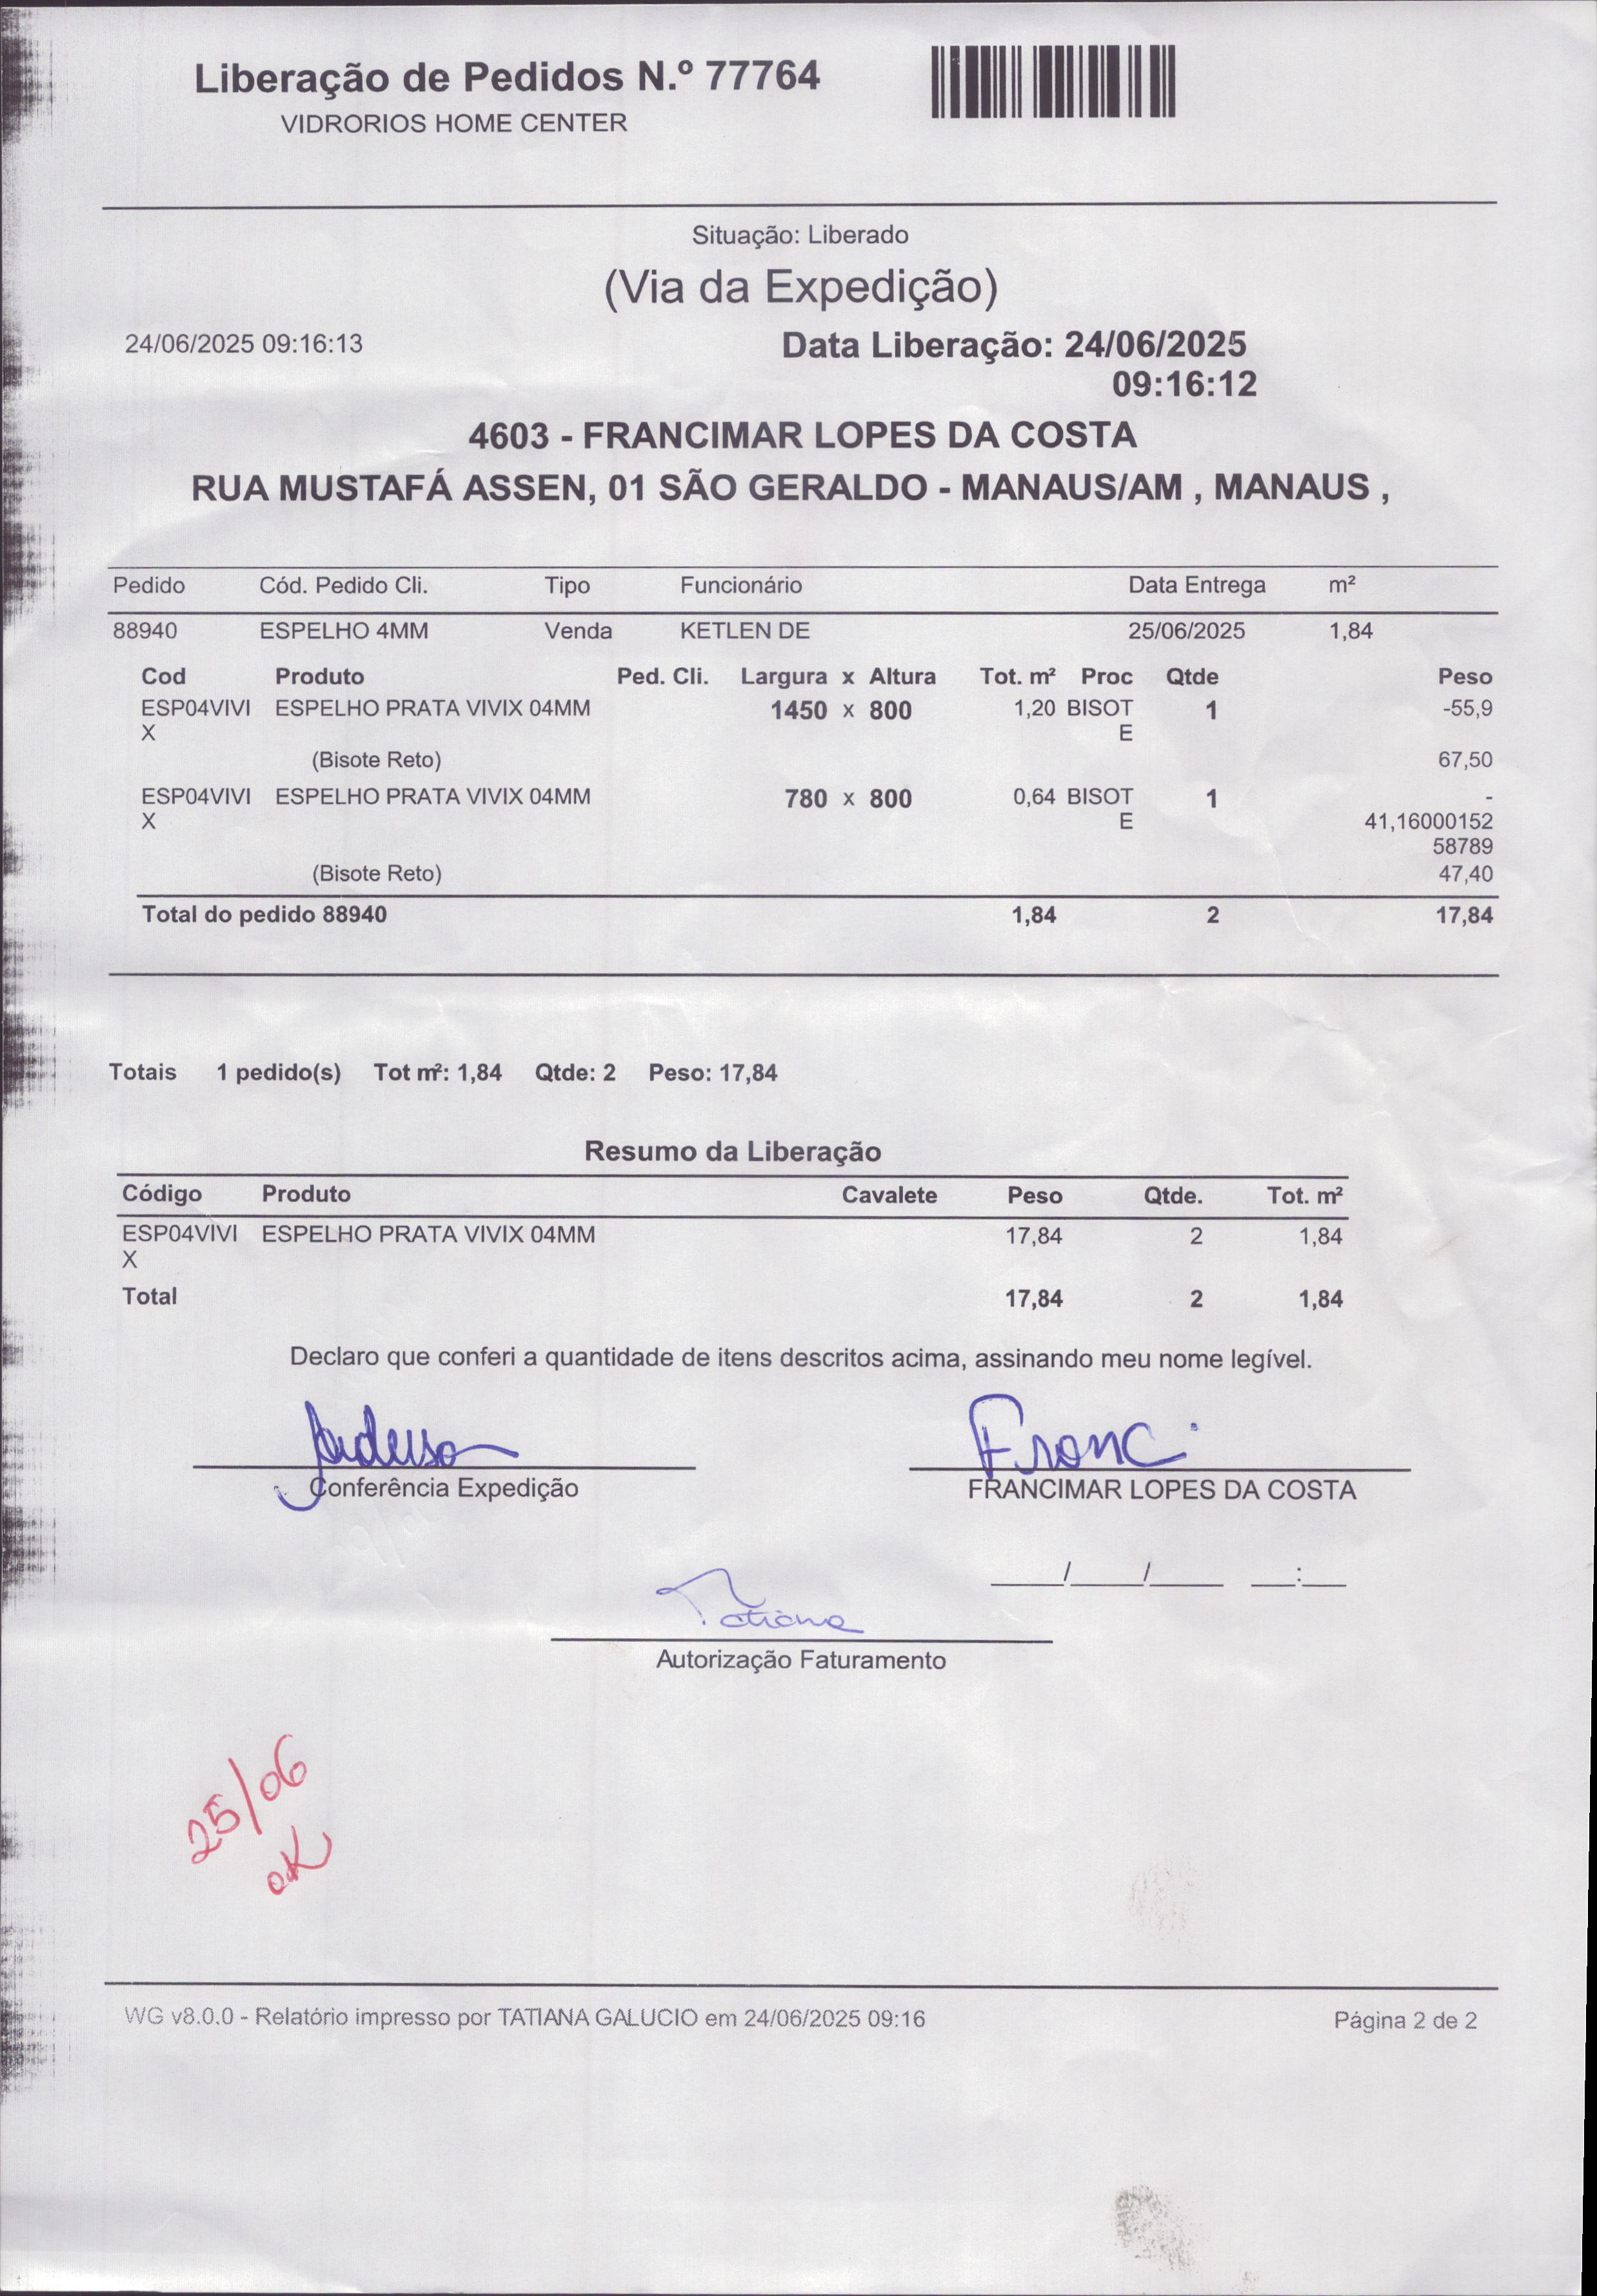 Liberação de Pedidos N.º 77764
VIDRORIOS HOME CENTER
Situação: Liberado
(Via da Expedição)
24/06/2025 09:16:13 Data Liberação: 24/06/2025
09:16:12
4603 - FRANCIMAR LOPES DA COSTA
RUA MUSTAFÁ ASSEN, 01 SÃO GERALDO - MANAUS/AM , MANAUS ,
Pedido Cód. Pedido Cli. Tipo Funcionário Data Entrega m²
88940 ESPELHO 4MM Venda KETLEN DE 25/06/2025 1,84
Cod Produto Ped. Cli. Largura x Altura Tot. m² Proc Qtde Peso
ESP04VIVI ESPELHO PRATA VIVIX 04MM 1450 x 800 1,20 BISOT 1 -55,9
X E
(Bisote Reto) 67,50
ESP04VIVI ESPELHO PRATA VIVIX 04MM 780 x 800 0,64 BISOT 1 -
X E 41,16000152
58789
(Bisote Reto) 47,40
Total do pedido 88940 1,84 2 17,84
Totais 1 pedido(s) Tot m²: 1,84 Qtde: 2 Peso: 17,84
Resumo da Liberação
Código Produto Cavalete Peso Qtde. Tot. m²
ESP04VIVI ESPELHO PRATA VIVIX 04MM 17,84 2 1,84
X
Total 17,84 2 1,84
Declaro que conferi a quantidade de itens descritos acima, assinando meu nome legível.
Anderson Franci
Conferência Expedição FRANCIMAR LOPES DA COSTA
____/____/____ __:__
Tatiana
Autorização Faturamento
25/06
OK
WG v8.0.0 - Relatório impresso por TATIANA GALUCIO em 24/06/2025 09:16 Página 2 de 2